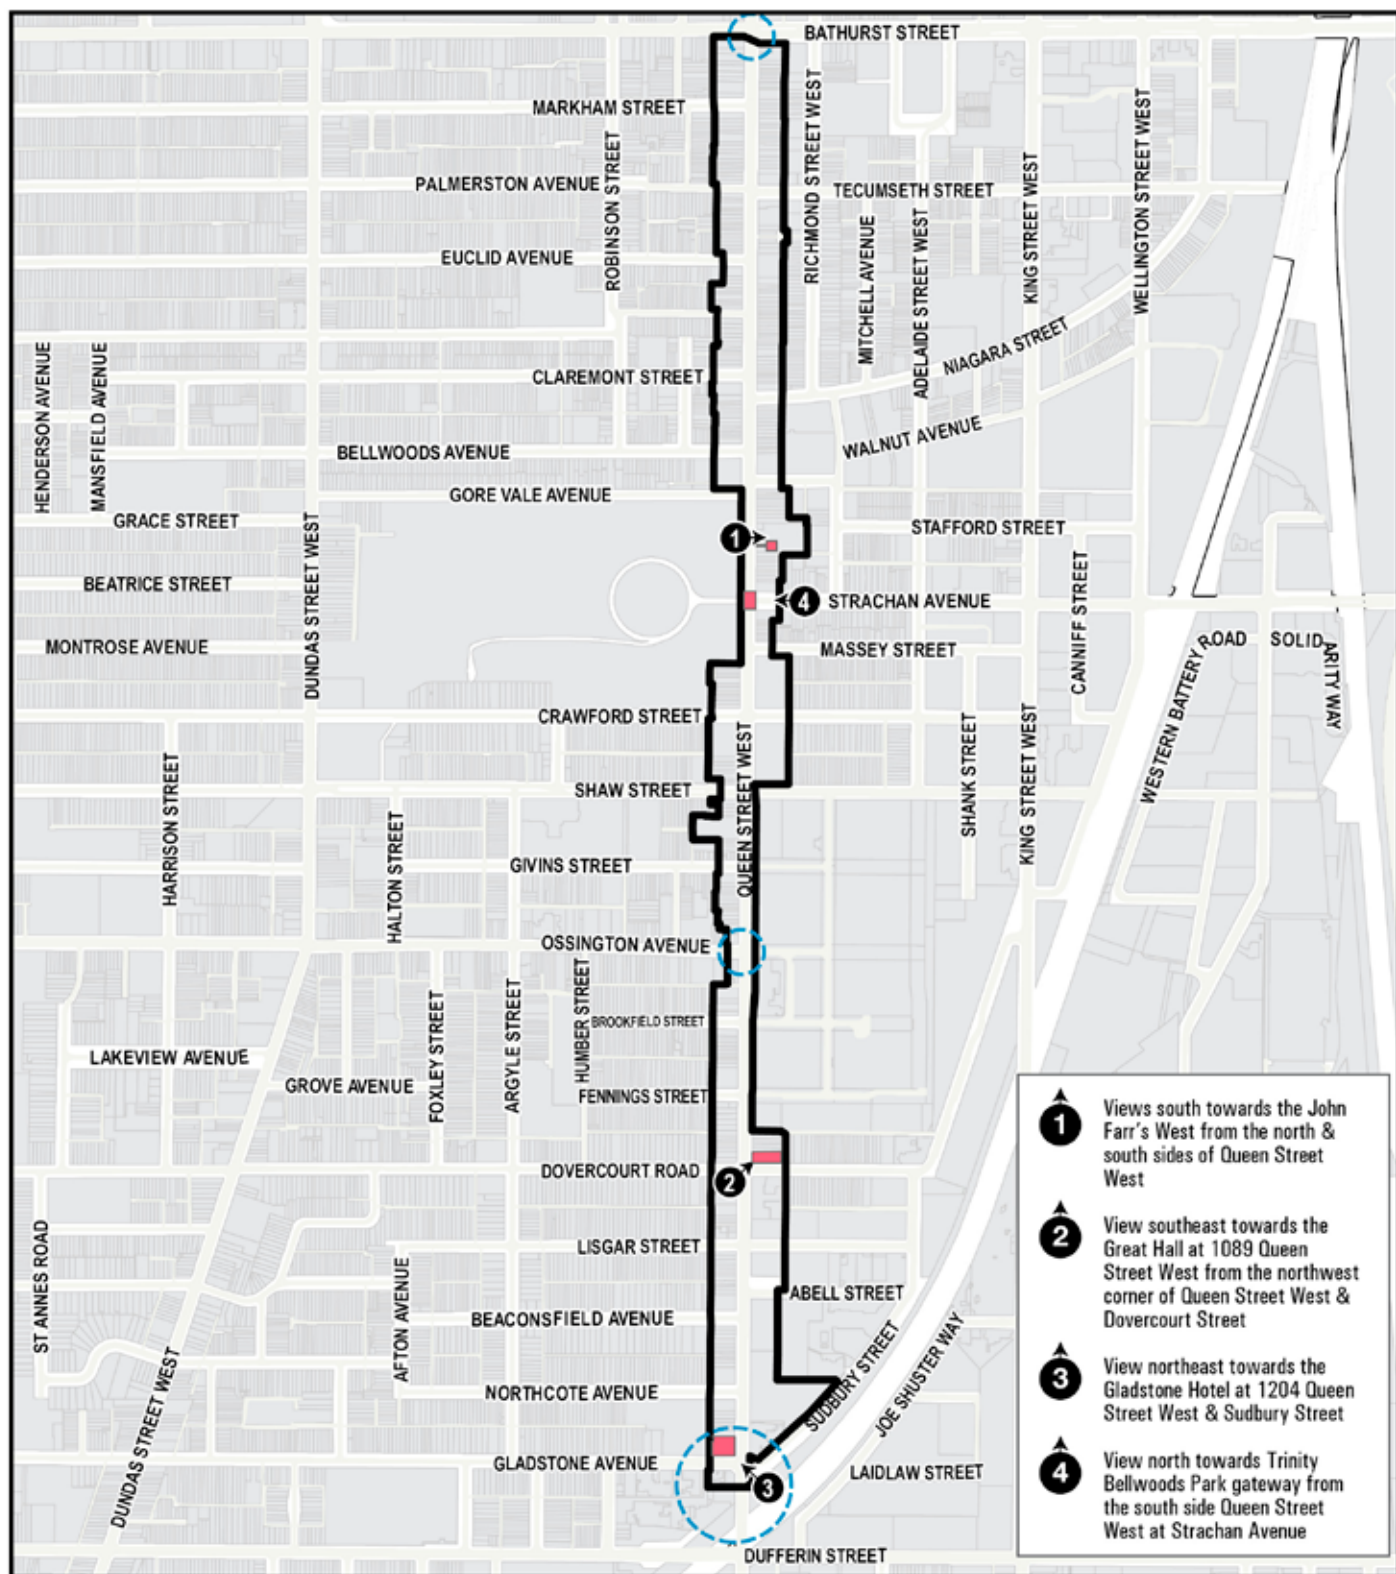 BATHURST STREET
MARKHAM STREET
RICHMOND STREET WEST
WELLINGTON STREET WEST
ROBINSON STREET
KING STREET WEST
PALMERSTON AVENUE
TECUMSETH STREET
MITCHELL AVENUE
ADELAIDE STREET WEST
EUCLID AVENUE
NIAGARA STREET
HENDERSON AVENUE
MANSFIELD AVENUE
CLAREMONT STREET
WALNUT AVENUE
BELLWOODS AVENUE
GORE VALE AVENUE
GRACE STREET
DUNDAS STREET WEST
STAFFORD STREET
1
CANNIFF STREET
BEATRICE STREET
4
STRACHAN AVENUE
MONTROSE AVENUE
MASSEY STREET
WESTERN BATTERY ROAD
SOLID
ARITY WAY
CRAWFORD STREET
QUEEN STREET WEST
SHANK STREET
KING STREET WEST
HARRISON STREET
SHAW STREET
HALTON STREET
GIVINS STREET
OSSINGTON AVENUE
FOXLEY STREET
ARGYLE STREET
HUMBER STREET
BROOKFIELD STREET
LAKEVIEW AVENUE
GROVE AVENUE
FENNINGS STREET
DOVERCOURT ROAD
2
ST ANNES ROAD
LISGAR STREET
AFTON AVENUE
ABELL STREET
BEACONSFIELD AVENUE
SUDBURY STREET
JOE SHUSTER WAY
DUNDAS STREET WEST
NORTHCOTE AVENUE
GLADSTONE AVENUE
3
LAIDLAW STREET
DUFFERIN STREET
1
Views south towards the John
Farr's West from the north &
south sides of Queen Street
West
2
View southeast towards the
Great Hall at 1089 Queen
Street West from the northwest
corner of Queen Street West &
Dovercourt Street
3
View northeast towards the
Gladstone Hotel at 1204 Queen
Street West & Sudbury Street
4
View north towards Trinity
Bellwoods Park gateway from
the south side Queen Street
West at Strachan Avenue